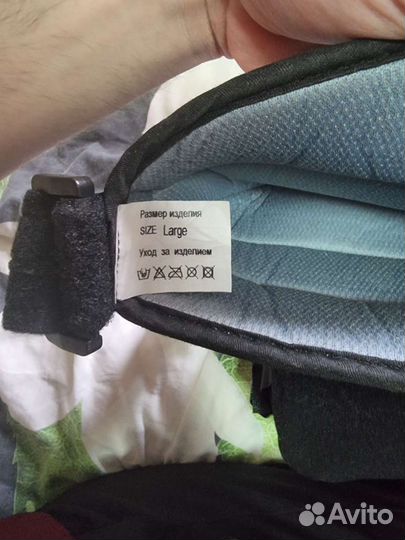 Размер изделия
SIZE Large
Уход за изделием
Avito